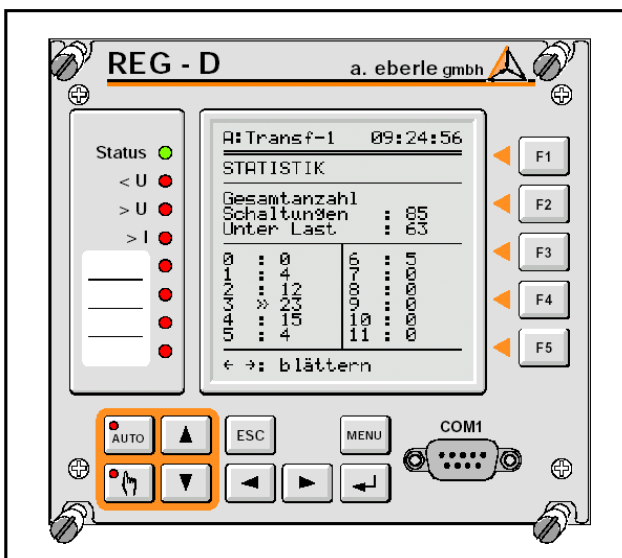 REG - D
a. eberle gmbh
Status
< U
> U
> I
A:Transf-1 09:24:56
STATISTIK
Gesamtanzahl
Schaltungen : 85
Unter Last : 63
0 : 0 6 : 5
1 : 4 7 : 0
2 : 12 8 : 0
3 » 23 9 : 0
4 : 15 10 : 0
5 : 4 11 : 0
← →: blättern
F1
F2
F3
F4
F5
AUTO
ESC
MENU
COM1